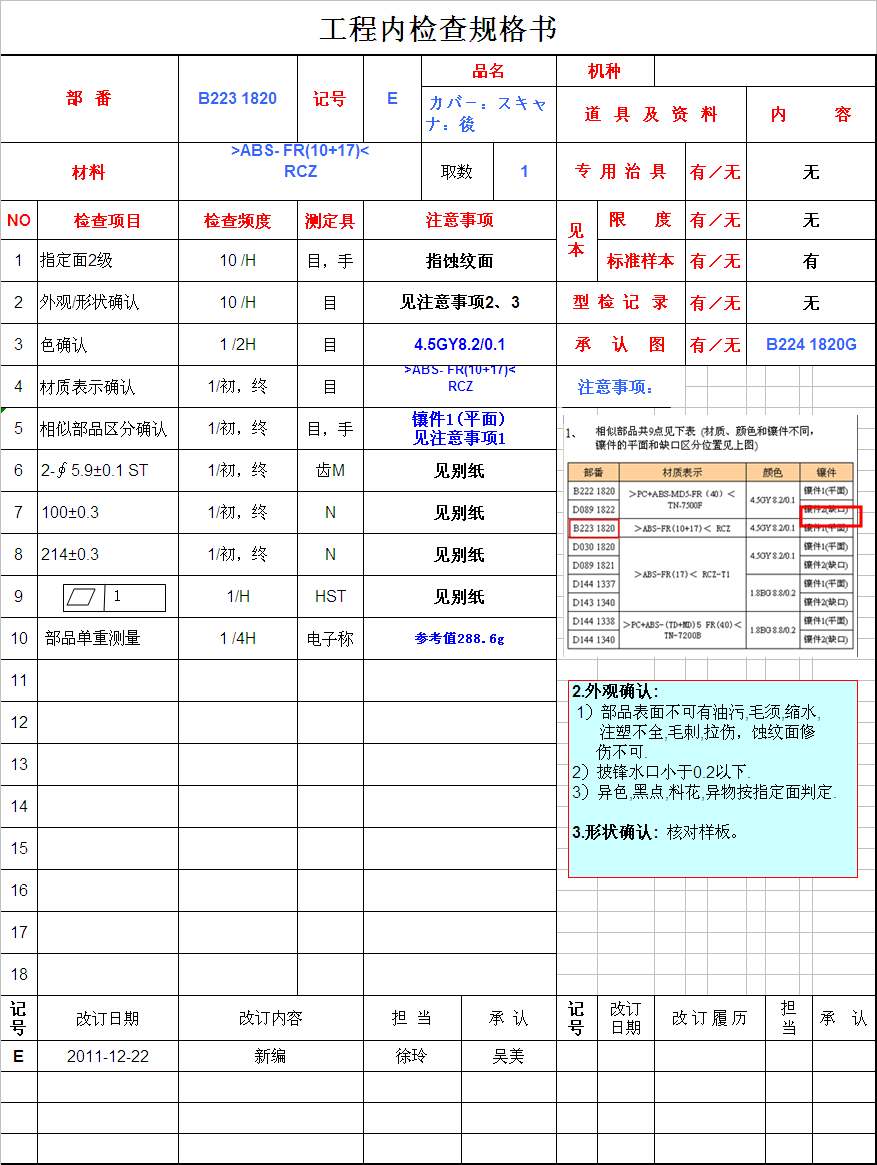 工程内检查规格书
部 番 B223 1820 记号 E 品名 机种
カバー：スキャ
ナ：後
道 具 及 资 料 内 容
材料 >ABS- FR(10+17)<
RCZ
取数 1 专 用 治 具 有／无 无
NO 检查项目 检查频度 测定具 注意事项 见本 限 度 有／无 无
1 指定面2级 10 /H 目，手 指蚀纹面 标准样本 有／无 有
2 外观/形状确认 10 /H 目 见注意事项2、3 型 检 记 录 有／无 无
3 色确认 1 /2H 目 4.5GY8.2/0.1 承 认 图 有／无 B224 1820G
4 材质表示确认 1/初，终 目 >ABS- FR(10+17)<
RCZ
注意事项：
5 相似部品区分确认 1/初，终 目，手 镶件1(平面)
见注意事项1
6 2-∮5.9±0.1 ST 1/初，终 齿M 见别纸
7 100±0.3 1/初，终 N 见别纸
8 214±0.3 1/初，终 N 见别纸
9 ▱ 1 1/H HST 见别纸
10 部品单重测量 1 /4H 电子称 参考值288.6g
11
12
13
14
15
16
17
18
1、 相似部品共9点见下表 (材质、颜色和镶件不同，
镶件的平面和缺口区分位置见上图)
部番 材质表示 颜色 镶件
B222 1820 ＞PC+ABS-MD5-FR（40）＜
TN-7500F
4.5GY 8.2/0.1 镶件1(平面)
D089 1822 镶件2(缺口)
B223 1820 ＞ABS-FR(10+17)＜ RCZ 4.5GY 8.2/0.1 镶件1(平面)
D030 1820 ＞ABS-FR(17)＜ RCZ-T1 4.5GY 8.2/0.1 镶件1(平面)
D089 1821 镶件2(缺口)
D144 1337 1.8BG 8.8/0.2 镶件1(平面)
D143 1340 镶件2(缺口)
D144 1338 ＞PC+ABS-(TD+MD)5 FR(40)＜
TN-7200B
1.8BG 8.8/0.2 镶件1(平面)
D144 1340 镶件2(缺口)
2.外观确认:
1）部品表面不可有油污,毛须,缩水,
注塑不全,毛刺,拉伤，蚀纹面修
伤不可.
2）披锋水口小于0.2以下.
3）异色,黑点,料花,异物按指定面判定.
3.形状确认: 核对样板。
记号 改订日期 改订内容 担 当 承 认 记号 改订日期 改 订 履 历 担当 承 认
E 2011-12-22 新编 徐玲 吴美